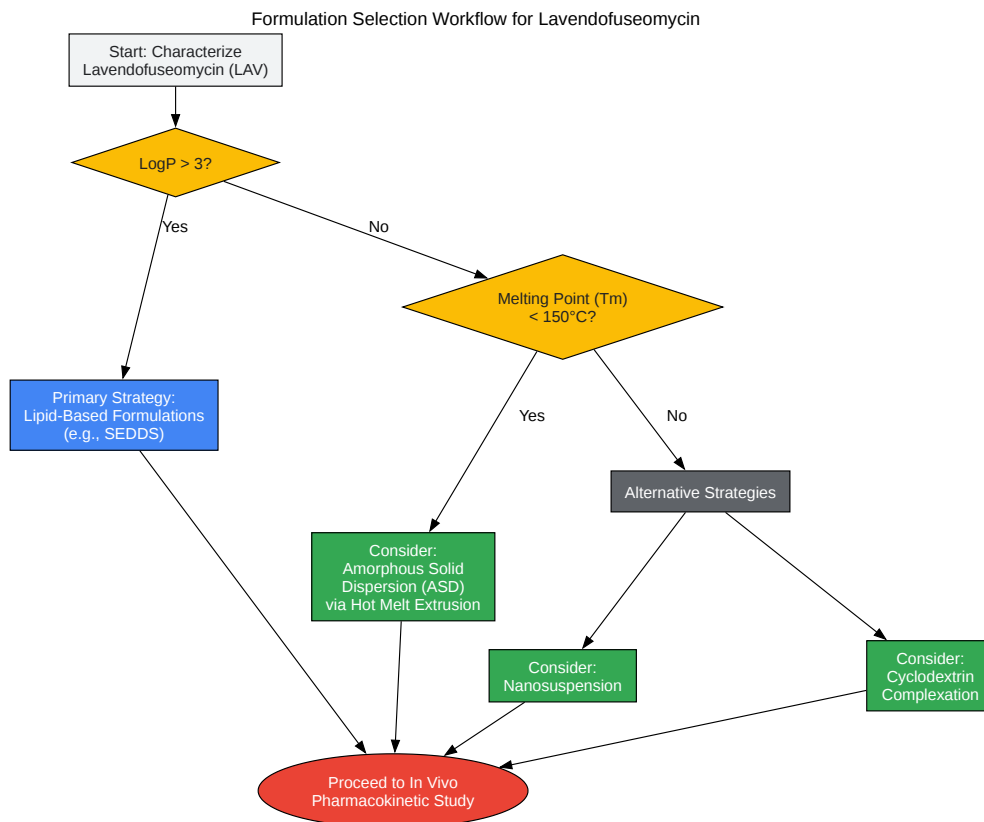 Formulation Selection Workflow for Lavendofuseomycin
Start: Characterize
Lavendofuseomycin (LAV)
LogP > 3?
Yes
No
Melting Point (Tm)
< 150°C?
Primary Strategy:
Lipid-Based Formulations
(e.g., SEDDS)
Yes
No
Alternative Strategies
Consider:
Amorphous Solid
Dispersion (ASD)
via Hot Melt Extrusion
Consider:
Nanosuspension
Consider:
Cyclodextrin
Complexation
Proceed to In Vivo
Pharmacokinetic Study